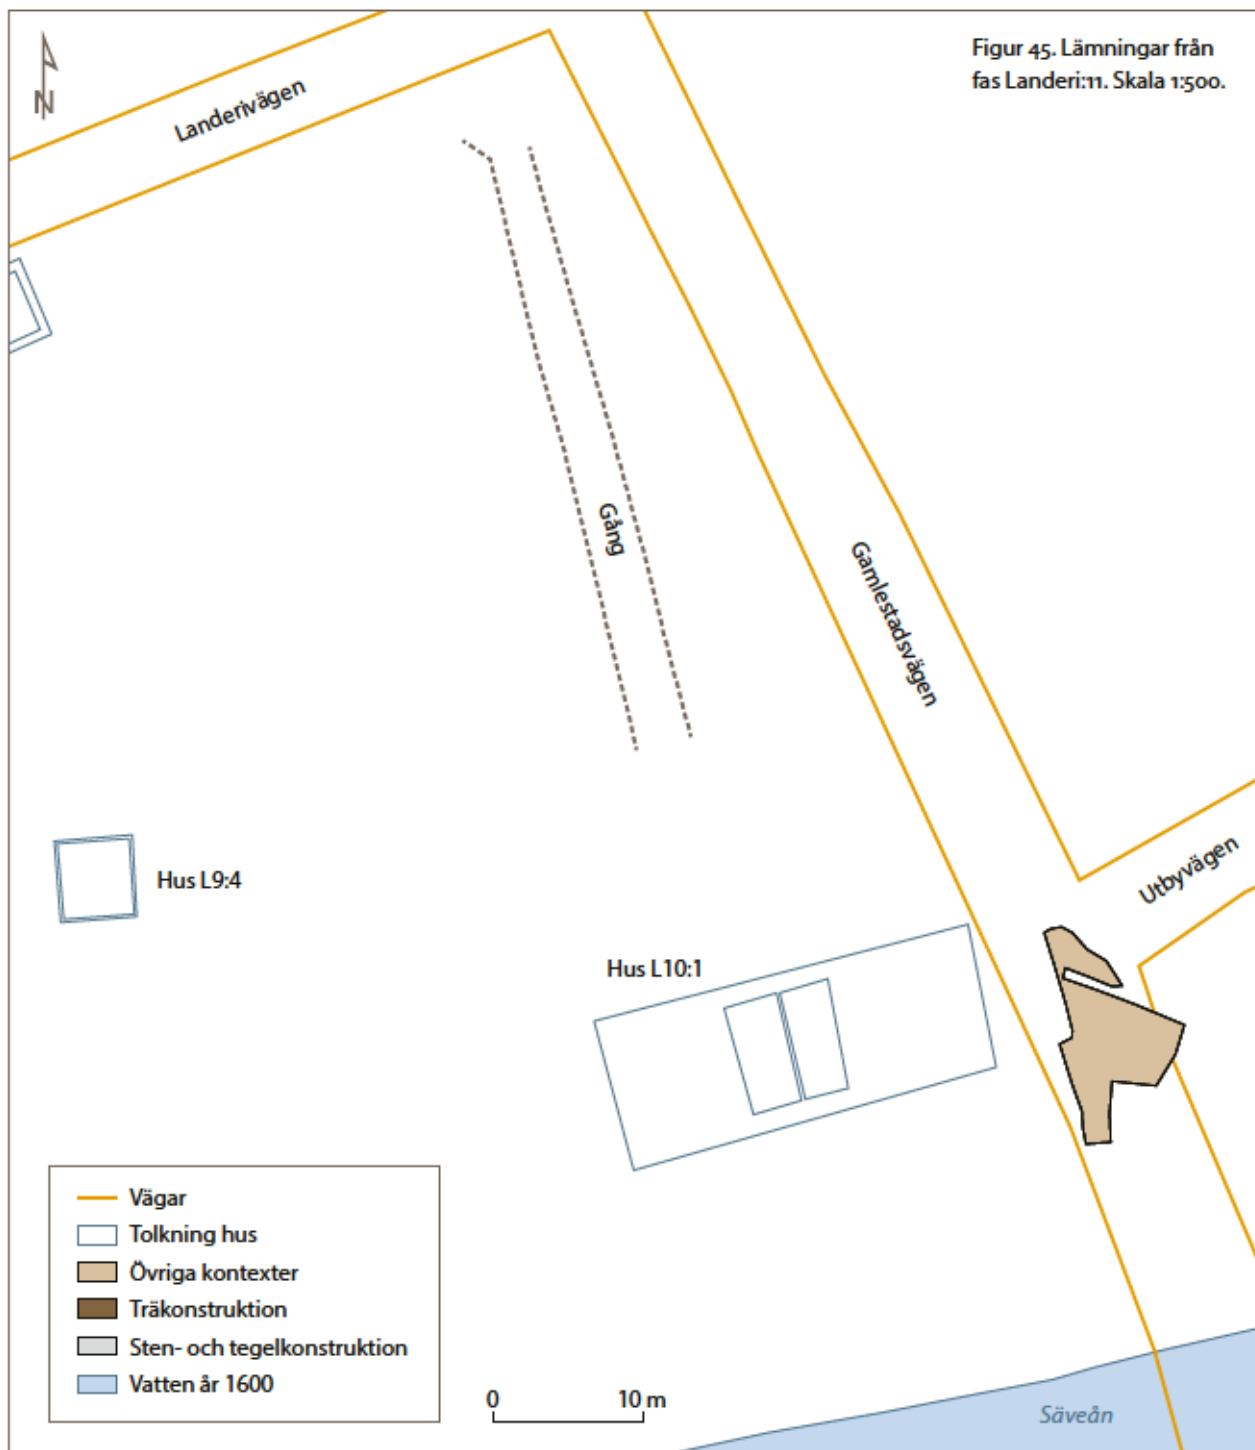 Figur 45. Lämningar från
fas Landeri:11. Skala 1:500.
N
Landerivägen
Gång
Gamlestadsvägen
Utbyvägen
Hus L9:4
Hus L10:1
Vägar
Tolkning hus
Övriga kontexter
Träkonstruktion
Sten- och tegelkonstruktion
Vatten år 1600
0 10 m
Säveån